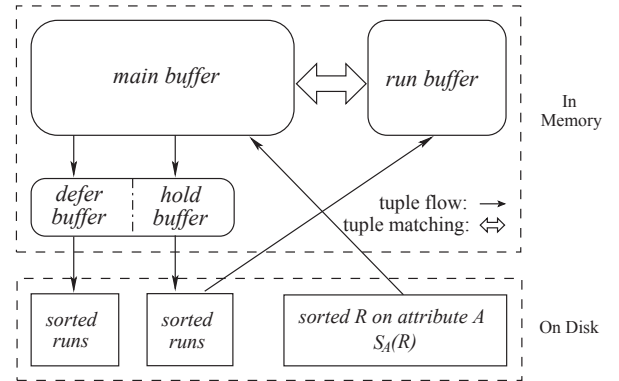 main buffer
run buffer
In
Memory
defer
buffer
hold
buffer
tuple flow:
tuple matching:
sorted
runs
sorted
runs
sorted R on attribute A
S_A(R)
On Disk